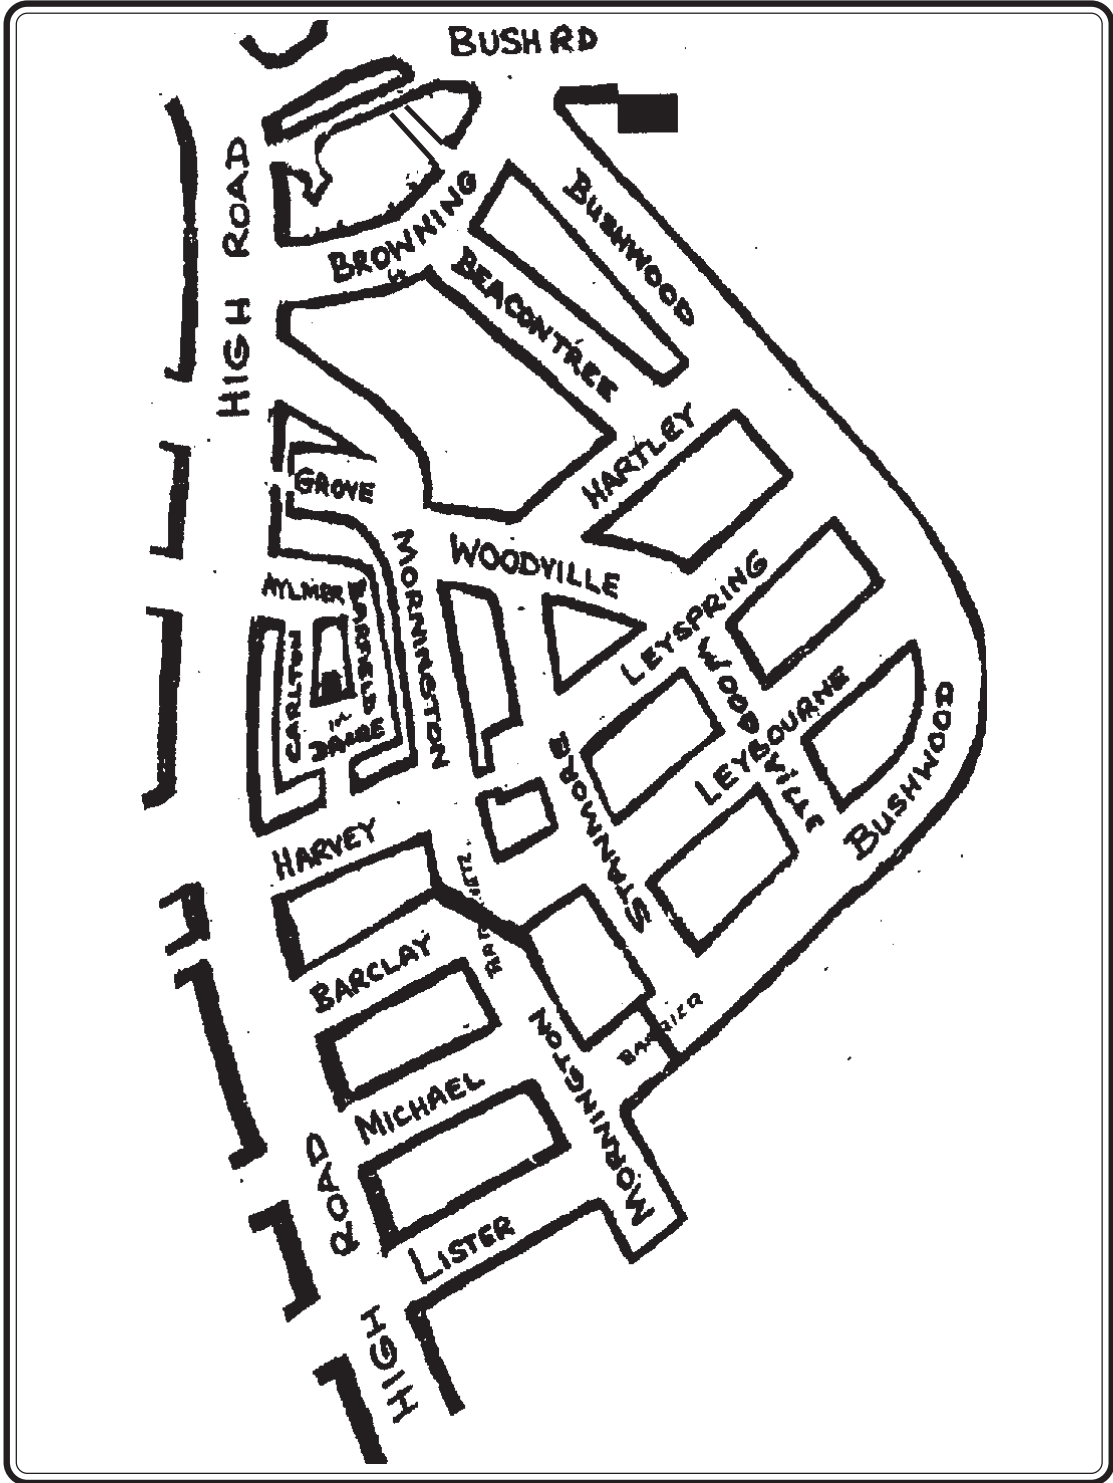 BUSH RD
HIGH ROAD
BROWNING
BUSHWOOD
BEACONTREE
HARTLEY
GROVE
MORNINGTON
WOODVILLE
AYLMER
CARLTON
LEYSPRING
WOODVILLE
LEYBOURNE
BUSHWOOD
STANMORE
HARVEY
BARCLAY
MICHAEL
MORNINGTON
LISTER
HIGH ROAD